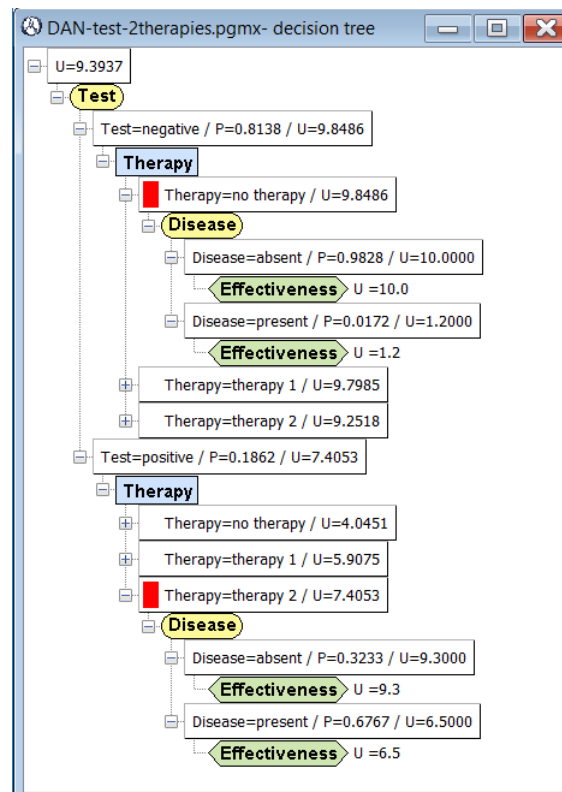 DAN-test-2therapies.pgmx- decision tree
U=9.3937
Test
Test=negative / P=0.8138 / U=9.8486
Therapy
Therapy=no therapy / U=9.8486
Disease
Disease=absent / P=0.9828 / U=10.0000
Effectiveness U =10.0
Disease=present / P=0.0172 / U=1.2000
Effectiveness U =1.2
Therapy=therapy 1 / U=9.7985
Therapy=therapy 2 / U=9.2518
Test=positive / P=0.1862 / U=7.4053
Therapy
Therapy=no therapy / U=4.0451
Therapy=therapy 1 / U=5.9075
Therapy=therapy 2 / U=7.4053
Disease
Disease=absent / P=0.3233 / U=9.3000
Effectiveness U =9.3
Disease=present / P=0.6767 / U=6.5000
Effectiveness U =6.5